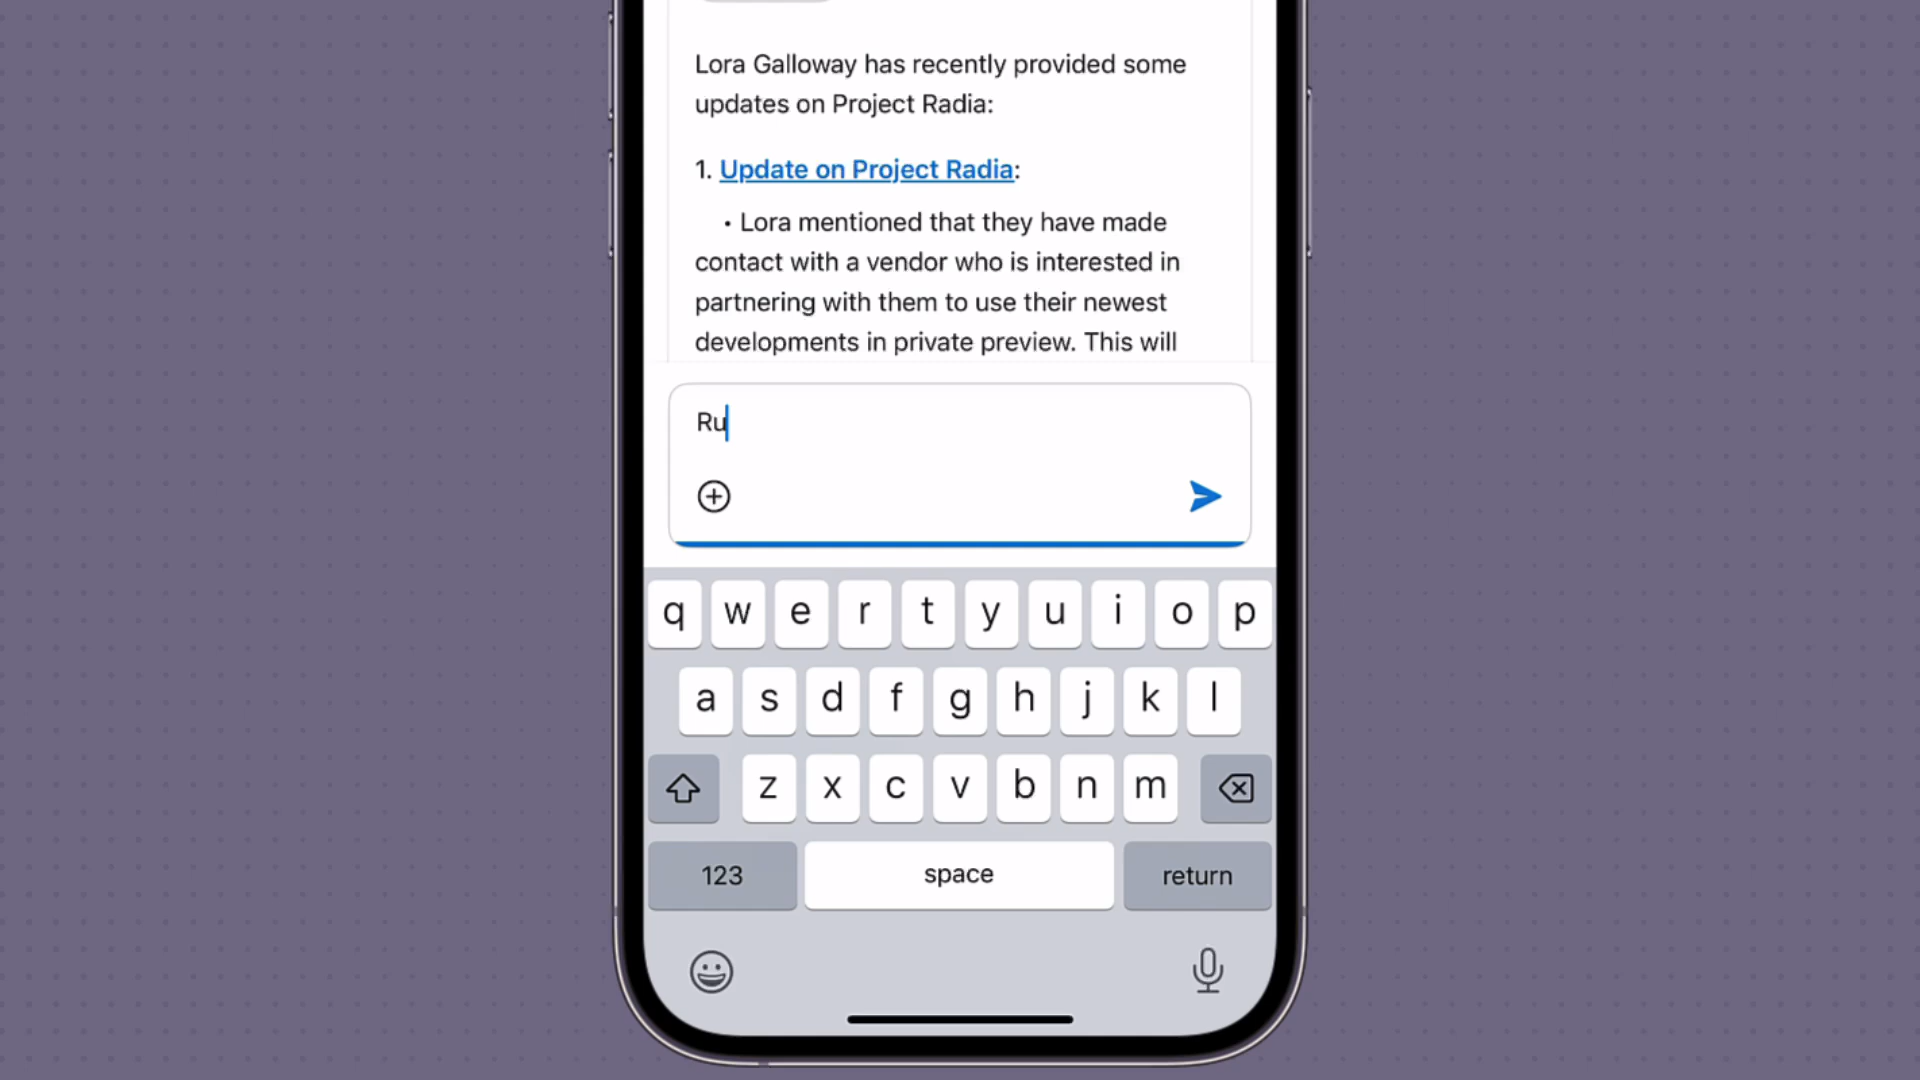 Lora Galloway has recently provided some
updates on Project Radia:
1. Update on Project Radia:
• Lora mentioned that they have made
contact with a vendor who is interested in
partnering with them to use their newest
developments in private preview. This will
Ru
q w e r t y u i o p
a s d f g h j k l
z x c v b n m
123 space return